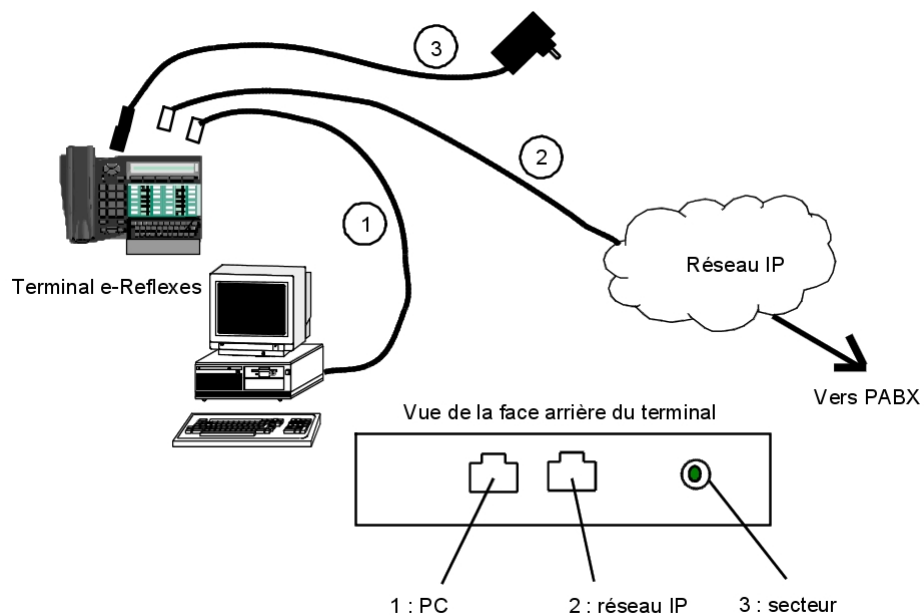 3
2
1
Réseau IP
Terminal e-Reflexes
Vers PABX
Vue de la face arrière du terminal
1 : PC
2 : réseau IP
3 : secteur